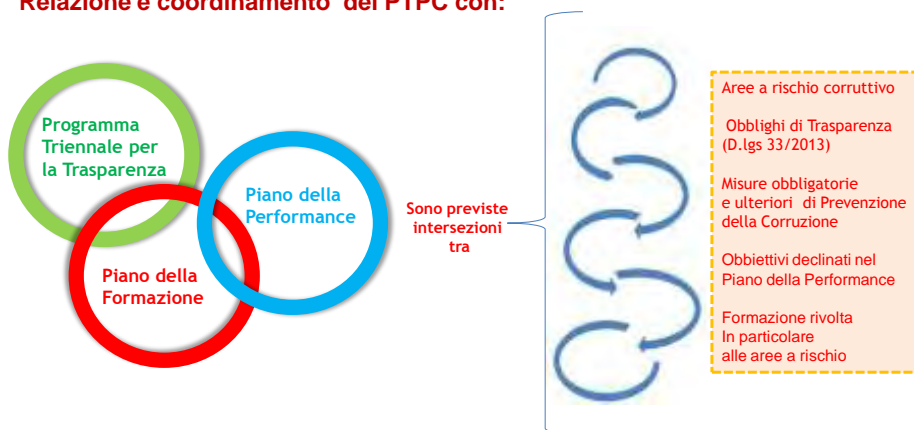 Relazione e coordinamento del PTPC con:
Programma
Triennale per
la Trasparenza
Piano della
Performance
Piano della
Formazione
Sono previste
intersezioni
tra
Aree a rischio corruttivo
Obblighi di Trasparenza
(D.lgs 33/2013)
Misure obbligatorie
e ulteriori di Prevenzione
della Corruzione
Obbiettivi declinati nel
Piano della Performance
Formazione rivolta
In particolare
alle aree a rischio